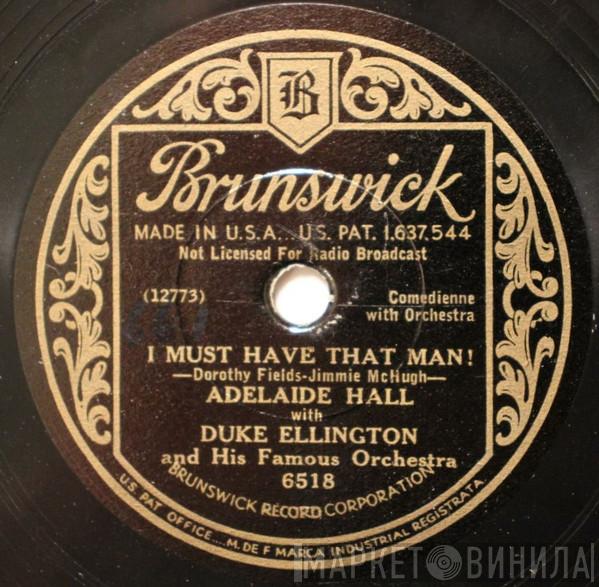 B
Brunswick
MADE IN U.S.A... U.S. PAT. 1.637.544
Not Licensed For Radio Broadcast
(12773)
Comedienne
with Orchestra
I MUST HAVE THAT MAN!
—Dorothy Fields-Jimmie McHugh—
ADELAIDE HALL
with
DUKE ELLINGTON
and His Famous Orchestra
6518
BRUNSWICK RECORD CORPORATION
U.S. PAT OFFICE.... M. DE F MARCA INDUSTRIAL REGISTRATA
МАРКЕТ ВИНИЛА